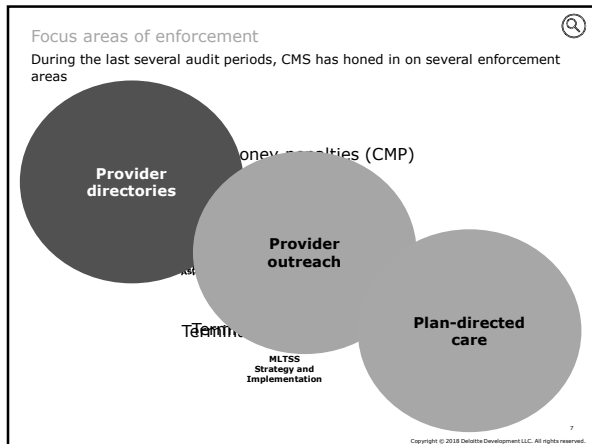 Focus areas of enforcement
During the last several audit periods, CMS has honed in on several enforcement
areas
Provider
directories
(CMP)
Provider
outreach
Plan-directed
care
MLTSS
Strategy and
Implementation
7
Copyright © 2018 Deloitte Development LLC. All rights reserved.